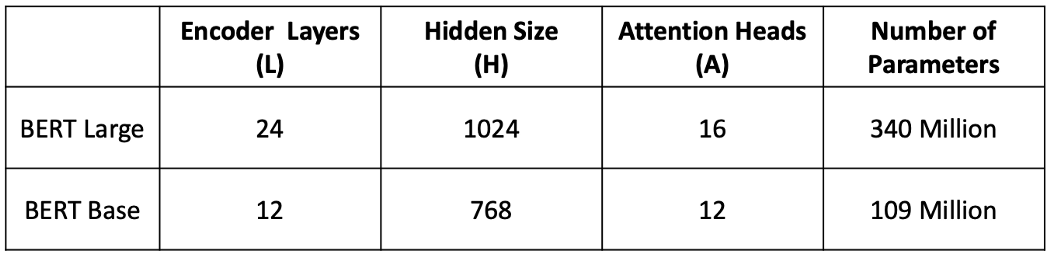 Encoder Layers (L) Hidden Size (H) Attention Heads (A) Number of Parameters
BERT Large 24 1024 16 340 Million
BERT Base 12 768 12 109 Million